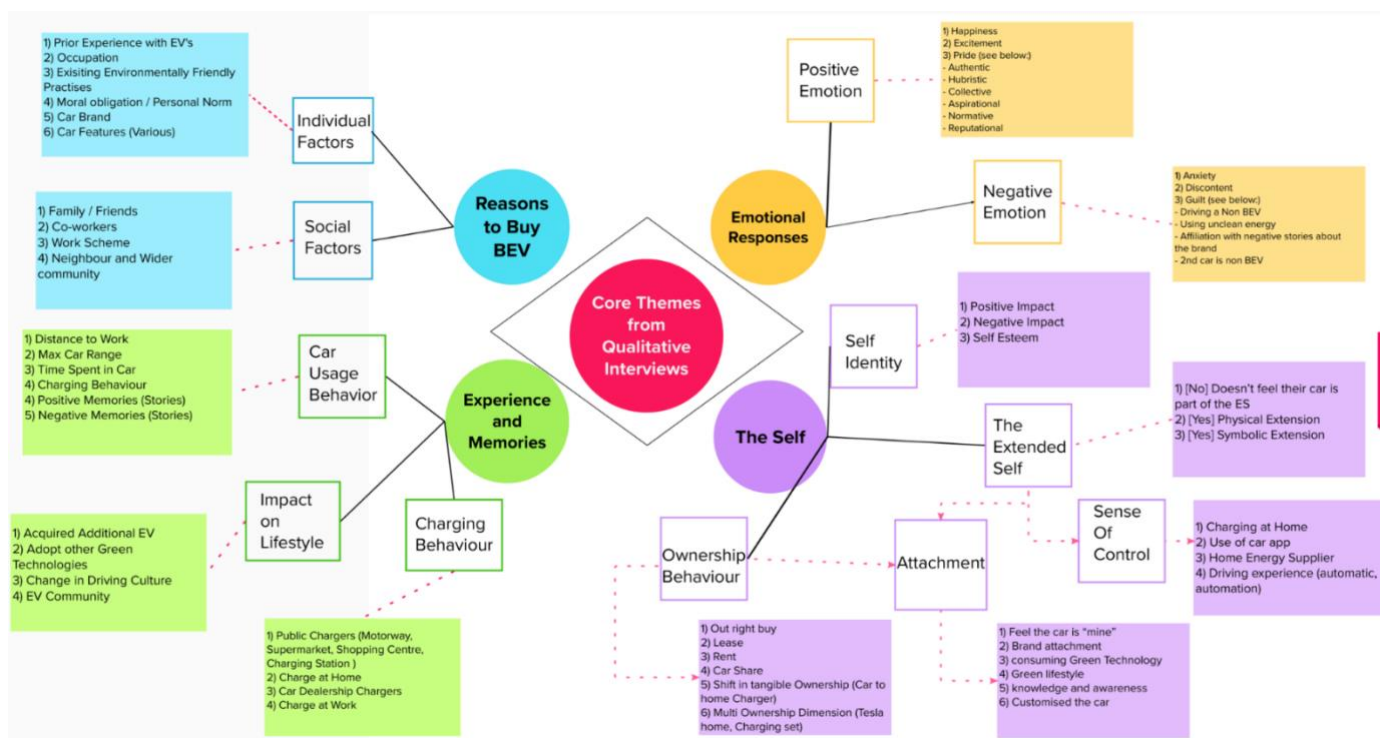 1) Prior Experience with EV's
2) Occupation
3) Exisiting Environmentally Friendly
Practises
4) Moral obligation / Personal Norm
5) Car Brand
6) Car Features (Various)
Individual
Factors
1) Family / Friends
2) Co-workers
3) Work Scheme
4) Neighbour and Wider
community
Social
Factors
Reasons
to Buy
BEV
Positive
Emotion
1) Happiness
2) Excitement
3) Pride (see below:)
- Authentic
- Hubristic
- Collective
- Aspirational
- Normative
- Reputational
Emotional
Responses
Negative
Emotion
1) Anxiety
2) Discontent
3) Guilt (see below:)
- Driving a Non BEV
- Using unclean energy
- Affiliation with negative stories about
the brand
- 2nd car is non BEV
Core Themes
from
Qualitative
Interviews
1) Distance to Work
2) Max Car Range
3) Time Spent in Car
4) Charging Behaviour
4) Positive Memories (Stories)
5) Negative Memories (Stories)
Car
Usage
Behavior
Experience
and
Memories
Impact
on
Lifestyle
1) Acquired Additional EV
2) Adopt other Green
Technologies
3) Change in Driving Culture
4) EV Community
Charging
Behaviour
1) Public Chargers (Motorway,
Supermarket, Shopping Centre,
Charging Station )
2) Charge at Home
3) Car Dealership Chargers
4) Charge at Work
The Self
Self
Identity
1) Positive Impact
2) Negative Impact
3) Self Esteem
The
Extended
Self
1) [No] Doesn't feel their car is
part of the ES
2) [Yes] Physical Extension
3) [Yes] Symbolic Extension
Sense
Of
Control
1) Charging at Home
2) Use of car app
3) Home Energy Supplier
4) Driving experience (automatic,
automation)
Ownership
Behaviour
1) Out right buy
2) Lease
3) Rent
4) Car Share
5) Shift in tangible Ownership (Car to
home Charger)
6) Multi Ownership Dimension (Tesla
home, Charging set)
Attachment
1) Feel the car is "mine"
2) Brand attachment
3) consuming Green Technology
4) Green lifestyle
5) knowledge and awareness
6) Customised the car